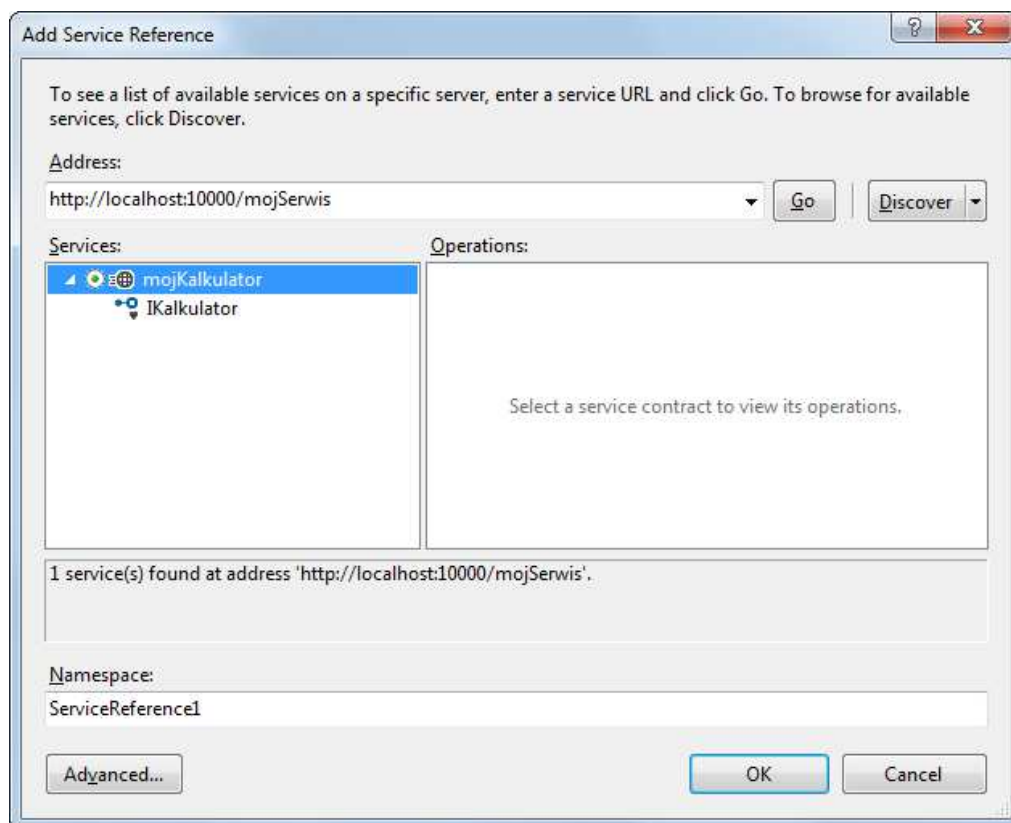 Add Service Reference
To see a list of available services on a specific server, enter a service URL and click Go. To browse for available
services, click Discover.
Address:
http://localhost:10000/mojSerwis
Go
Discover
Services:
Operations:
mojKalkulator
IKalkulator
Select a service contract to view its operations.
1 service(s) found at address 'http://localhost:10000/mojSerwis'.
Namespace:
ServiceReference1
Advanced...
OK
Cancel